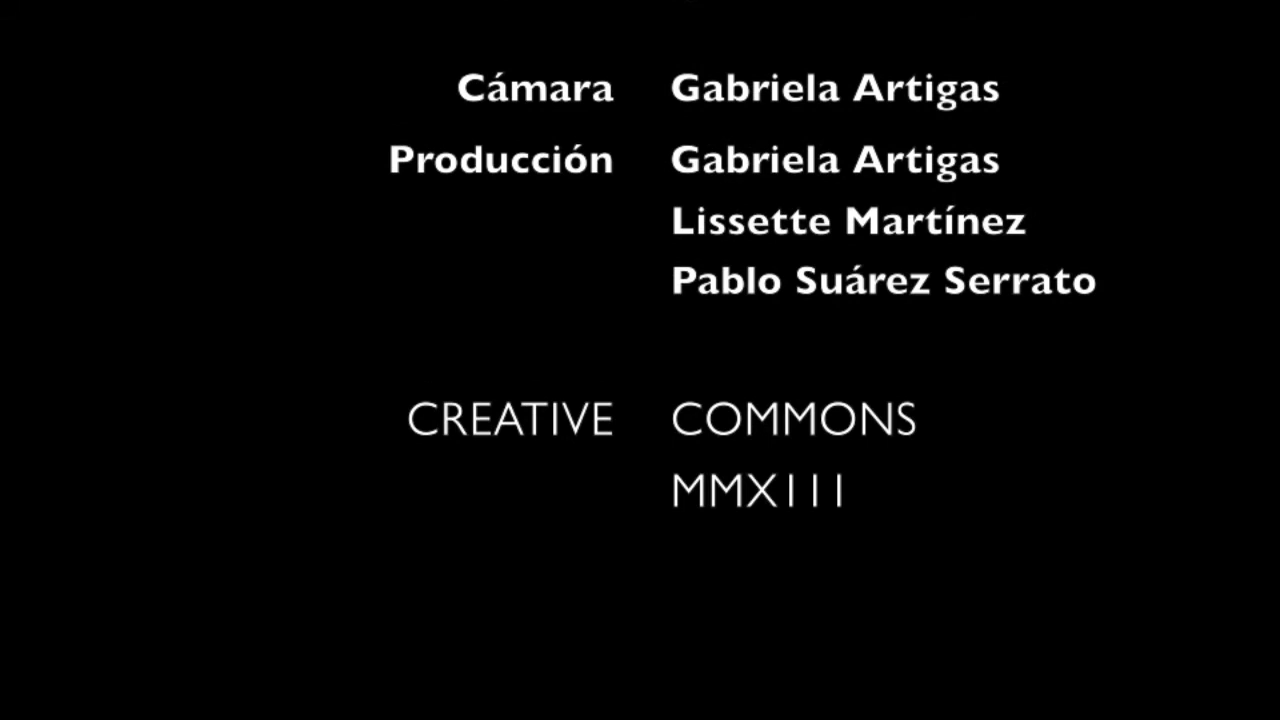 Cámara Gabriela Artigas
Producción Gabriela Artigas
Lissette Martínez
Pablo Suárez Serrato
CREATIVE COMMONS
MMXIII